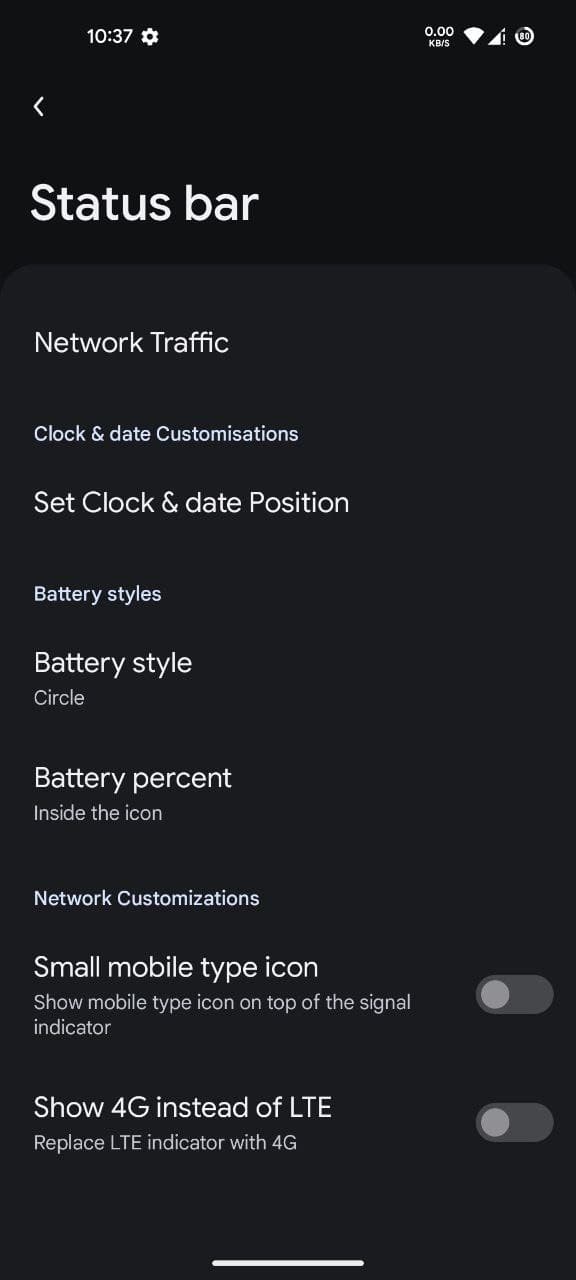 10:37
0.00
KB/S
80
Status bar
Network Traffic
Clock & date Customisations
Set Clock & date Position
Battery styles
Battery style
Circle
Battery percent
Inside the icon
Network Customizations
Small mobile type icon
Show mobile type icon on top of the signal
indicator
Show 4G instead of LTE
Replace LTE indicator with 4G